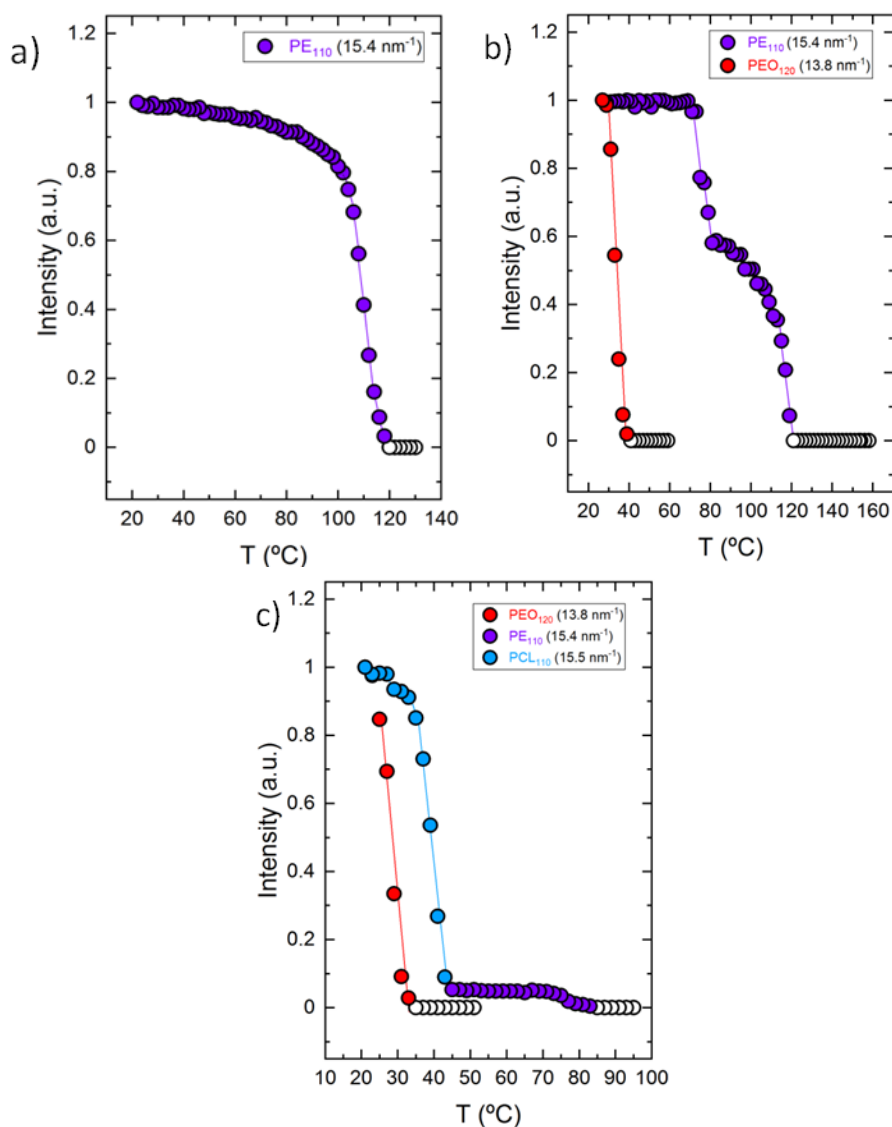 a)
PE110 (15.4 nm-1)
1.2
1
0.8
0.6
0.4
0.2
0
Intensity (a.u.)
20 40 60 80 100 120 140
T (ºC)
b)
PE110 (15.4 nm-1)
PEO120 (13.8 nm-1)
1.2
1
0.8
0.6
0.4
0.2
0
Intensity (a.u.)
20 40 60 80 100 120 140 160
T (ºC)
c)
PEO120 (13.8 nm-1)
PE110 (15.4 nm-1)
PCL110 (15.5 nm-1)
1.2
1
0.8
0.6
0.4
0.2
0
Intensity (a.u.)
10 20 30 40 50 60 70 80 90 100
T (ºC)